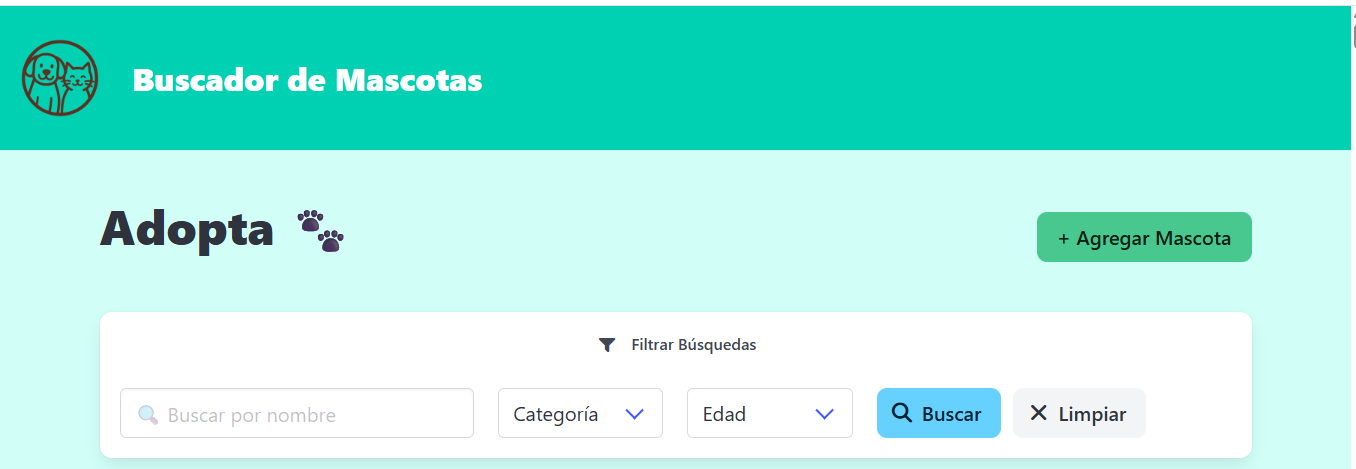 Buscador de Mascotas
Adopta 🐾
+ Agregar Mascota
Filtrar Búsquedas
🔍 Buscar por nombre
Categoría
Edad
Buscar
Limpiar